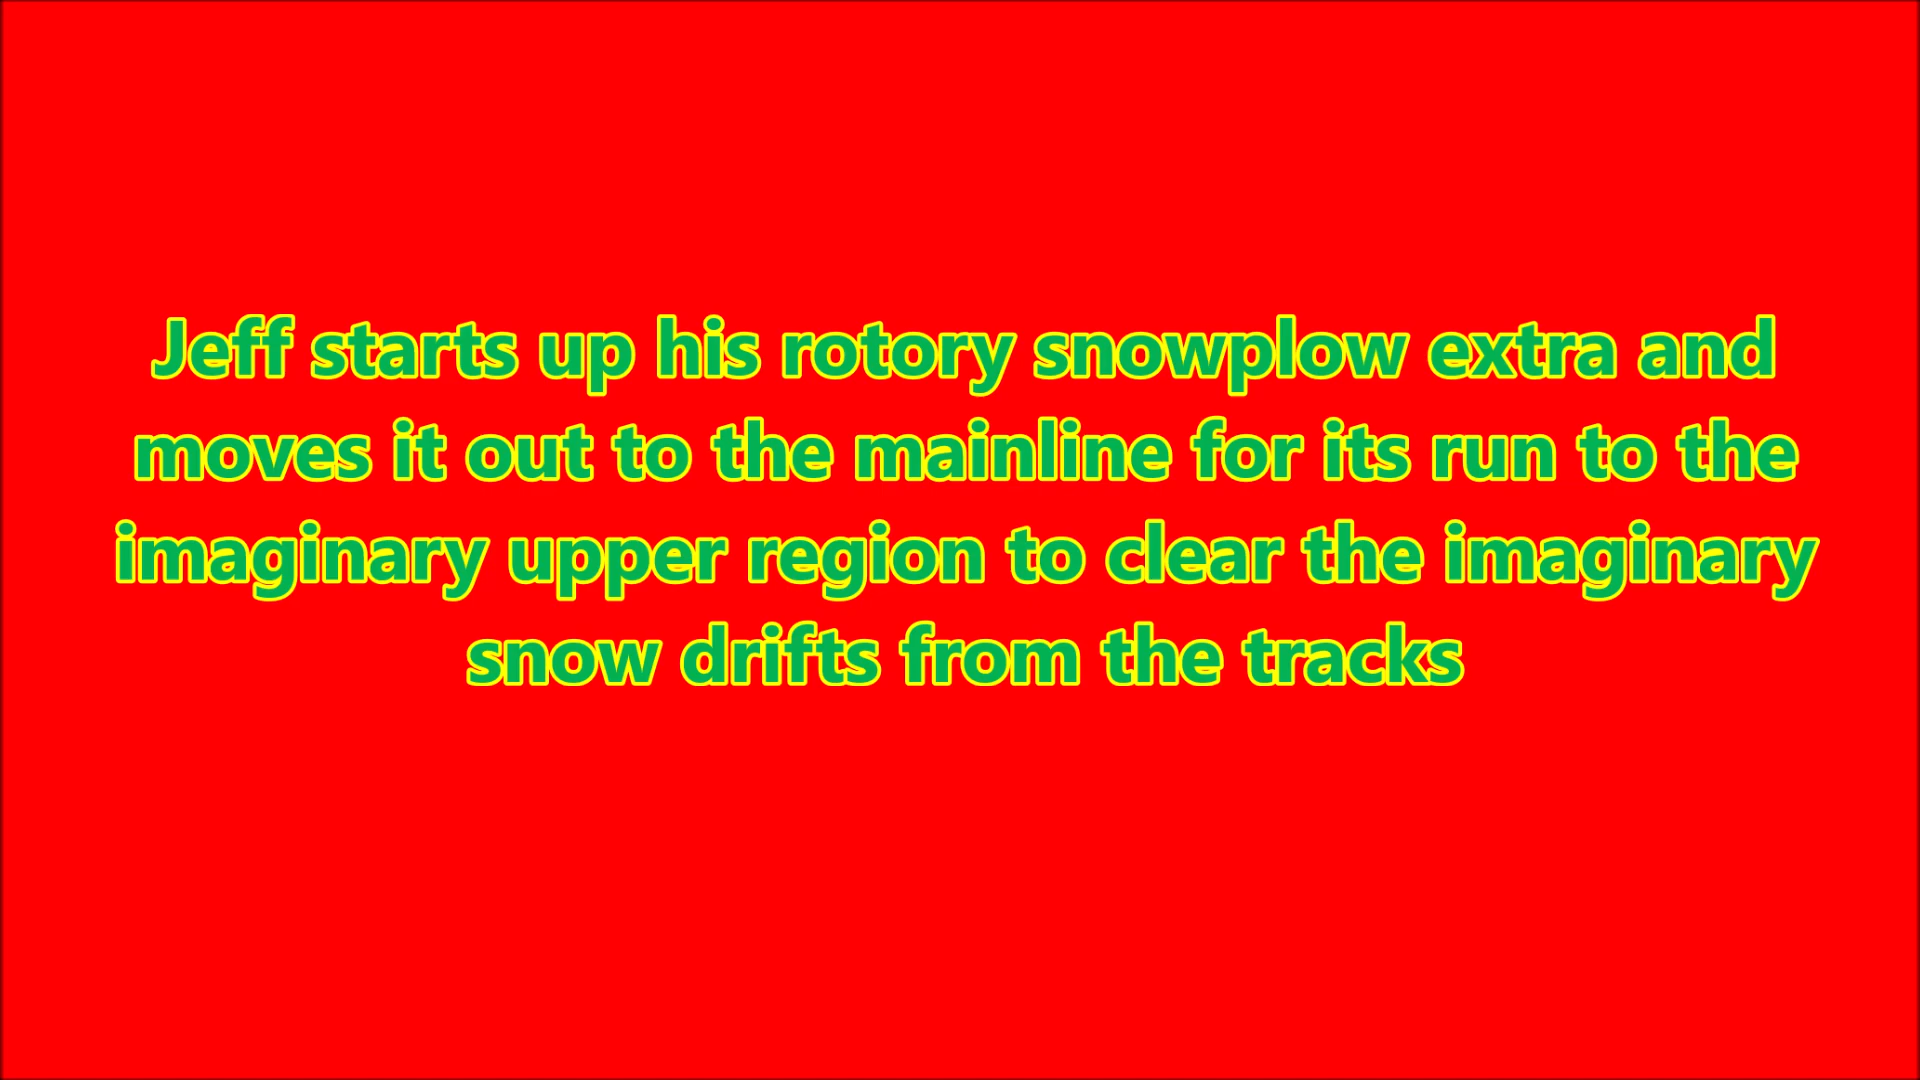 Jeff starts up his rotory snowplow extra and
moves it out to the mainline for its run to the
imaginary upper region to clear the imaginary
snow drifts from the tracks